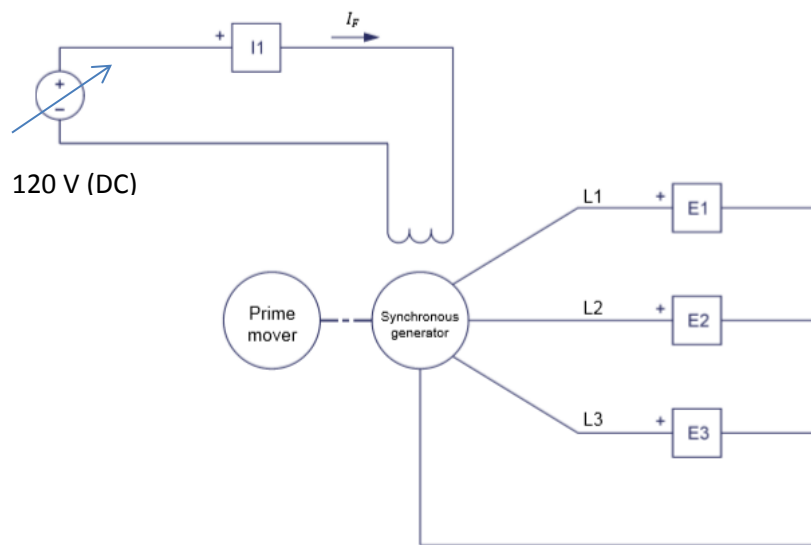 I_F
+ I1
+
−
120 V (DC)
L1 + E1
Prime
mover
Synchronous
generator
L2 + E2
L3 + E3